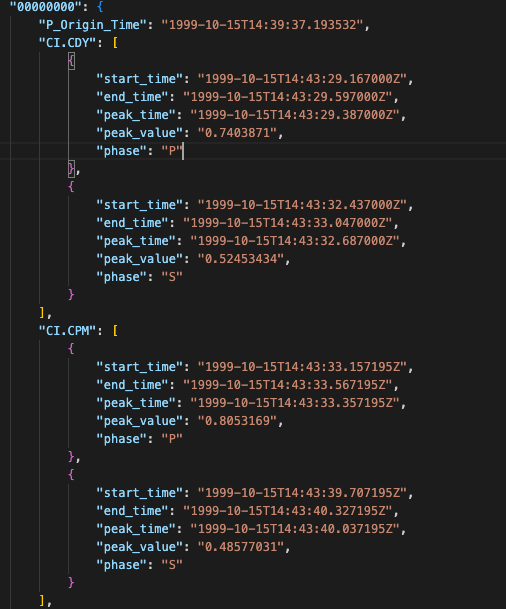 "00000000": {
"P_Origin_Time": "1999-10-15T14:39:37.193532",
"CI.CDY": [
{
"start_time": "1999-10-15T14:43:29.167000Z",
"end_time": "1999-10-15T14:43:29.597000Z",
"peak_time": "1999-10-15T14:43:29.387000Z",
"peak_value": "0.7403871",
"phase": "P"
},
{
"start_time": "1999-10-15T14:43:32.437000Z",
"end_time": "1999-10-15T14:43:33.047000Z",
"peak_time": "1999-10-15T14:43:32.687000Z",
"peak_value": "0.52453434",
"phase": "S"
}
],
"CI.CPM": [
{
"start_time": "1999-10-15T14:43:33.157195Z",
"end_time": "1999-10-15T14:43:33.567195Z",
"peak_time": "1999-10-15T14:43:33.357195Z",
"peak_value": "0.8053169",
"phase": "P"
},
{
"start_time": "1999-10-15T14:43:39.707195Z",
"end_time": "1999-10-15T14:43:40.327195Z",
"peak_time": "1999-10-15T14:43:40.037195Z",
"peak_value": "0.48577031",
"phase": "S"
}
],